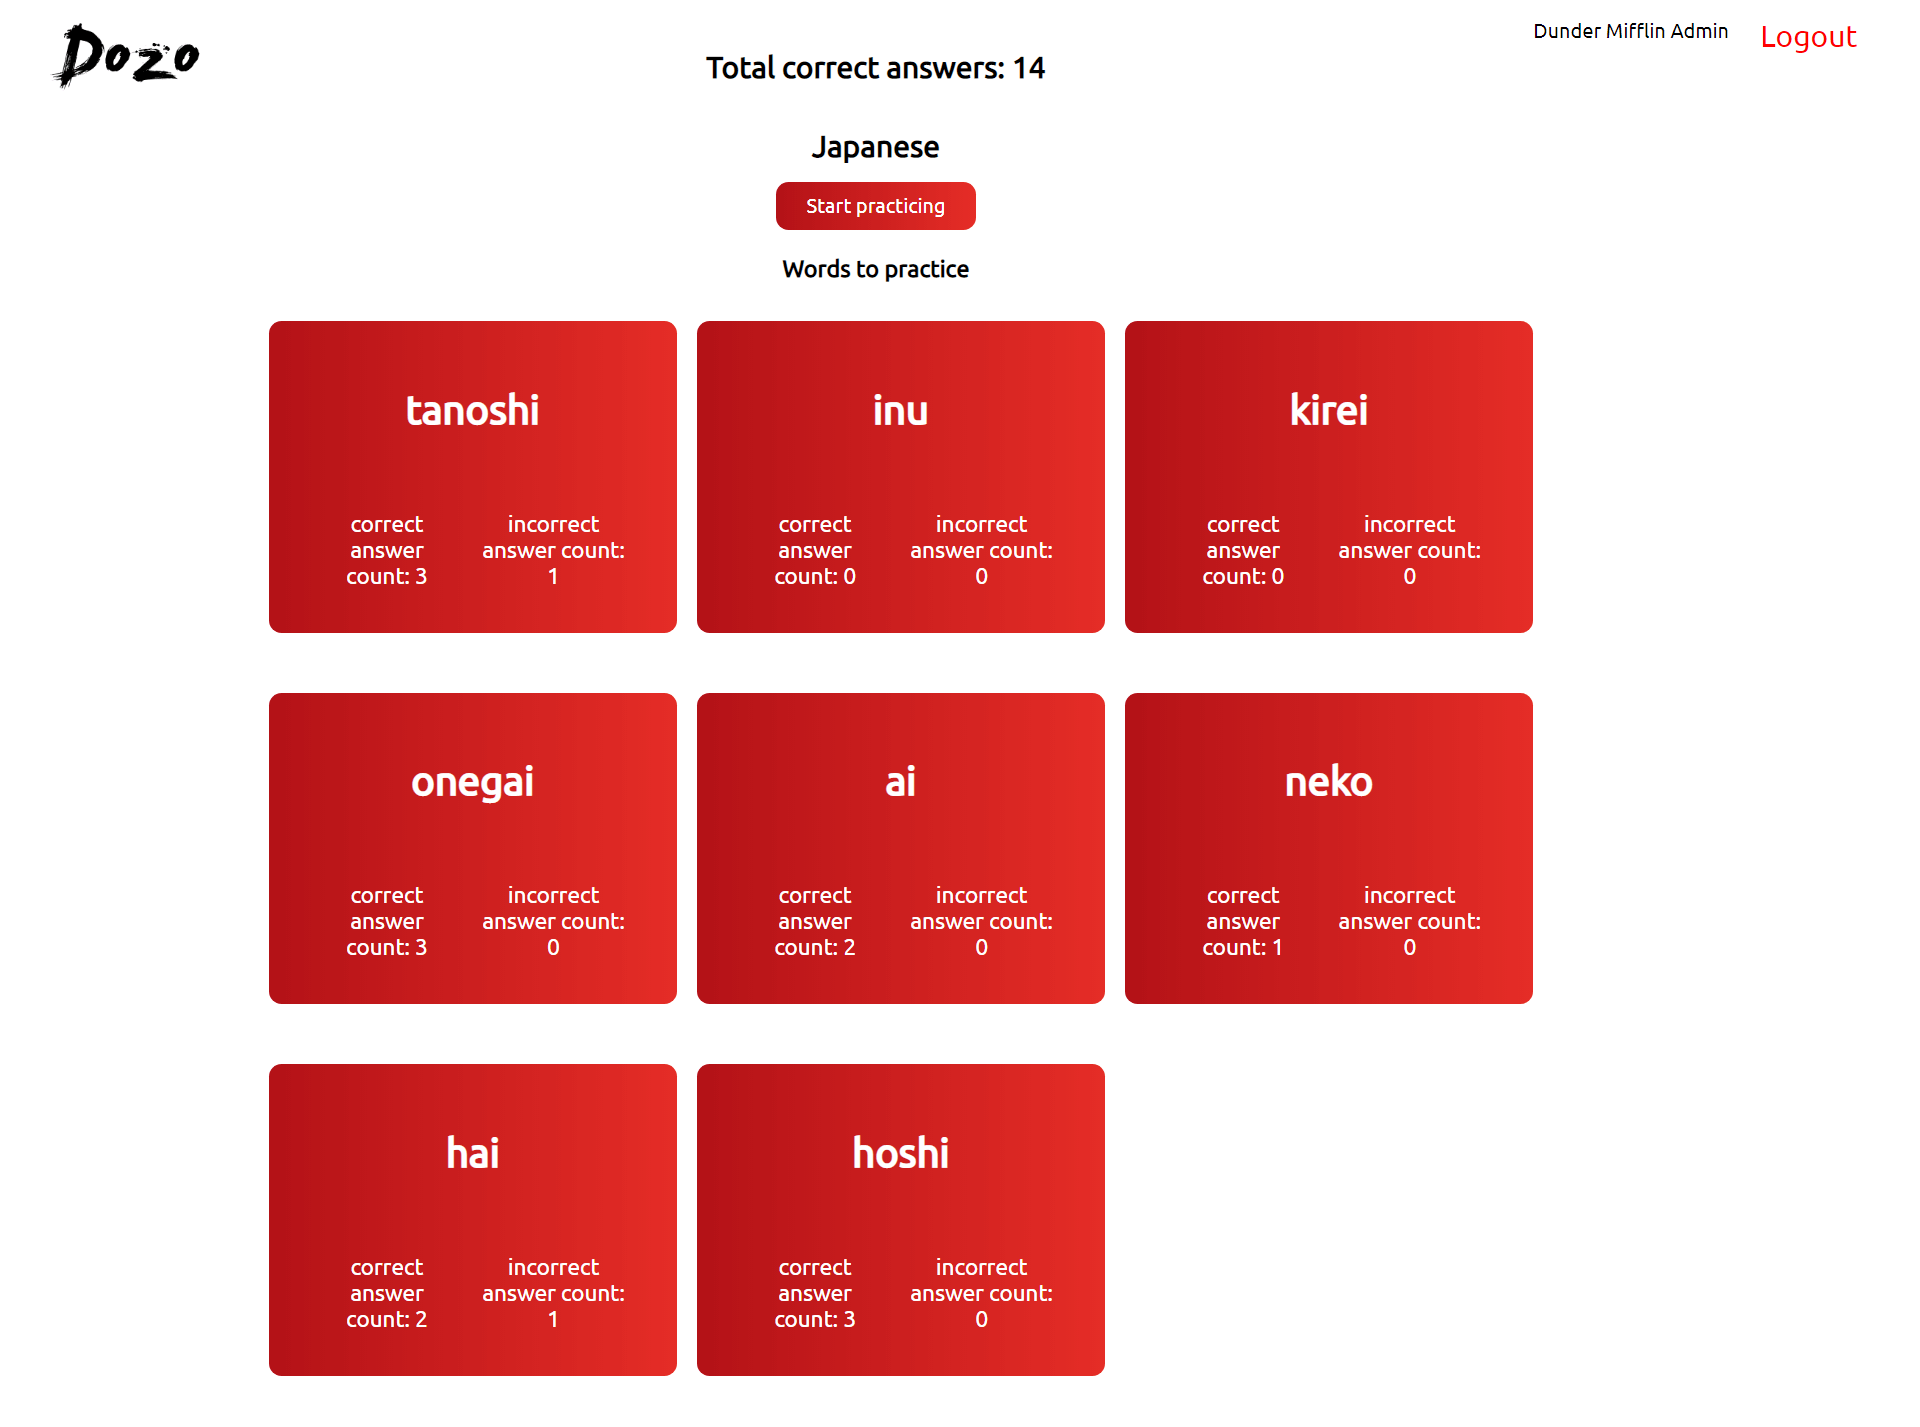 Dozo
Dunder Mifflin Admin
Logout
Total correct answers: 14
Japanese
Start practicing
Words to practice
tanoshi
correct
answer
count: 3
incorrect
answer count:
1
inu
correct
answer
count: 0
incorrect
answer count:
0
kirei
correct
answer
count: 0
incorrect
answer count:
0
onegai
correct
answer
count: 3
incorrect
answer count:
0
ai
correct
answer
count: 2
incorrect
answer count:
0
neko
correct
answer
count: 1
incorrect
answer count:
0
hai
correct
answer
count: 2
incorrect
answer count:
1
hoshi
correct
answer
count: 3
incorrect
answer count:
0